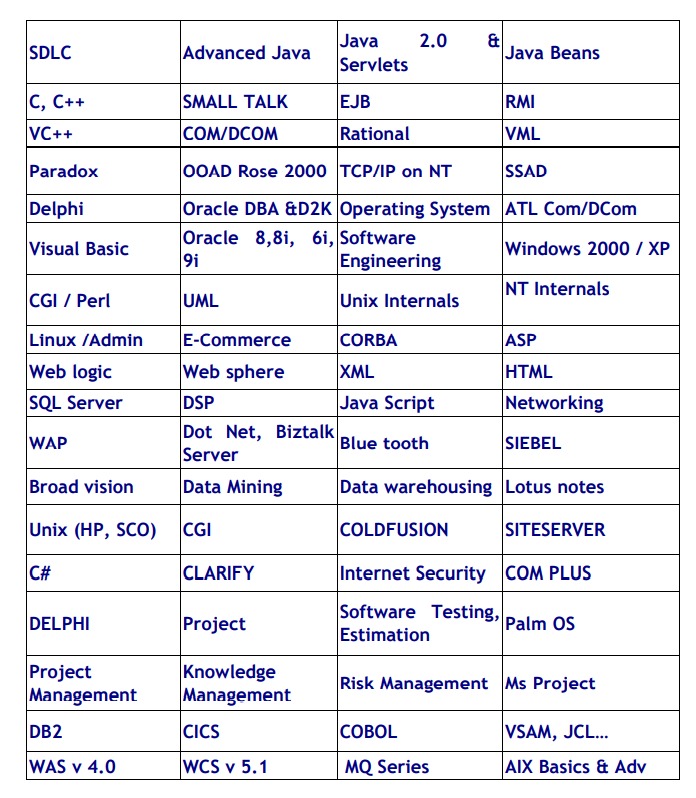 SDLC
Advanced Java
Java 2.0 &
Servlets
Java Beans
C, C++
SMALL TALK
EJB
RMI
VC++
COM/DCOM
Rational
VML
Paradox
OOAD Rose 2000
TCP/IP on NT
SSAD
Delphi
Oracle DBA &D2K
Operating System
ATL Com/DCom
Visual Basic
Oracle 8,8i, 6i,
9i
Software
Engineering
Windows 2000 / XP
CGI / Perl
UML
Unix Internals
NT Internals
Linux /Admin
E-Commerce
CORBA
ASP
Web logic
Web sphere
XML
HTML
SQL Server
DSP
Java Script
Networking
WAP
Dot Net, Biztalk
Server
Blue tooth
SIEBEL
Broad vision
Data Mining
Data warehousing
Lotus notes
Unix (HP, SCO)
CGI
COLDFUSION
SITESERVER
C#
CLARIFY
Internet Security
COM PLUS
DELPHI
Project
Software Testing,
Estimation
Palm OS
Project
Management
Knowledge
Management
Risk Management
Ms Project
DB2
CICS
COBOL
VSAM, JCL…
WAS v 4.0
WCS v 5.1
MQ Series
AIX Basics & Adv